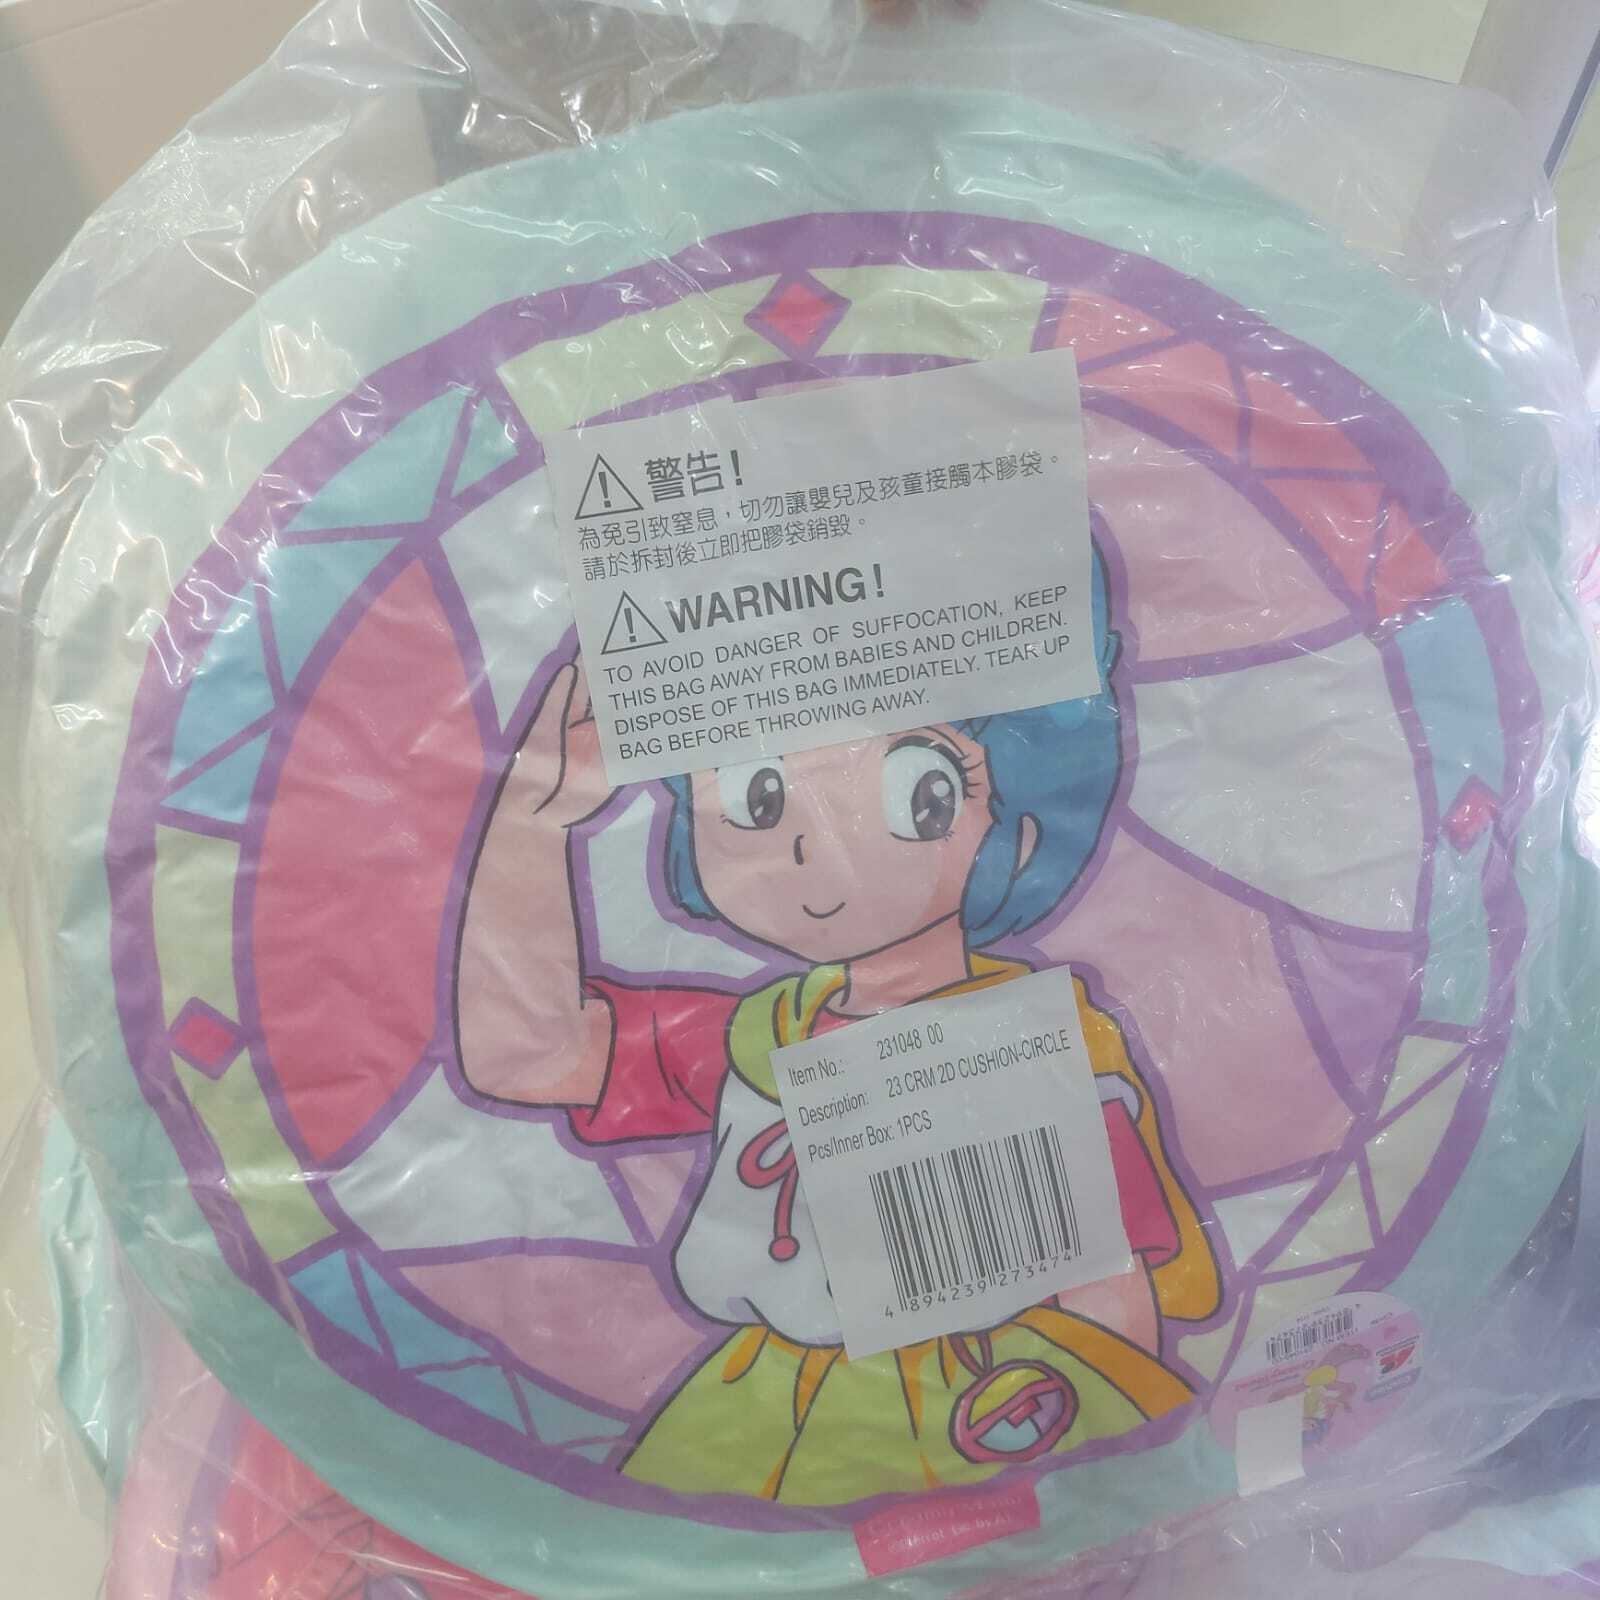 警告!
為免引致窒息，切勿讓嬰兒及孩童接觸本膠袋。
請於拆封後立即把膠袋銷毀。
WARNING!
TO AVOID DANGER OF SUFFOCATION, KEEP
THIS BAG AWAY FROM BABIES AND CHILDREN.
DISPOSE OF THIS BAG IMMEDIATELY. TEAR UP
BAG BEFORE THROWING AWAY.
Item No.: 231048 00
Description: 23 CRM 2D CUSHION-CIRCLE
Pcs/Inner Box: 1PCS
4 894239 273474
Creamy Mami
©Pierrot